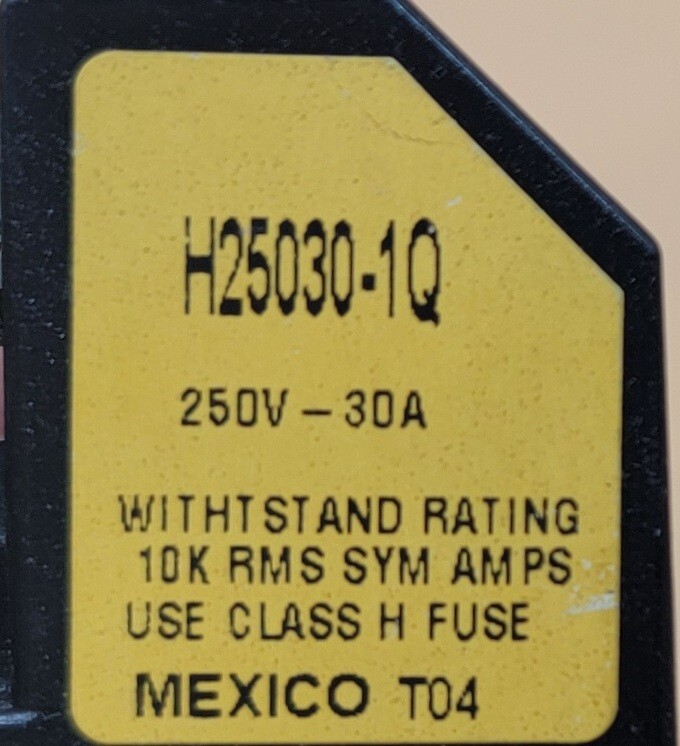 H25030-1Q
250V – 30A
WITHTSTAND RATING
10K RMS SYM AMPS
USE CLASS H FUSE
MEXICO T04